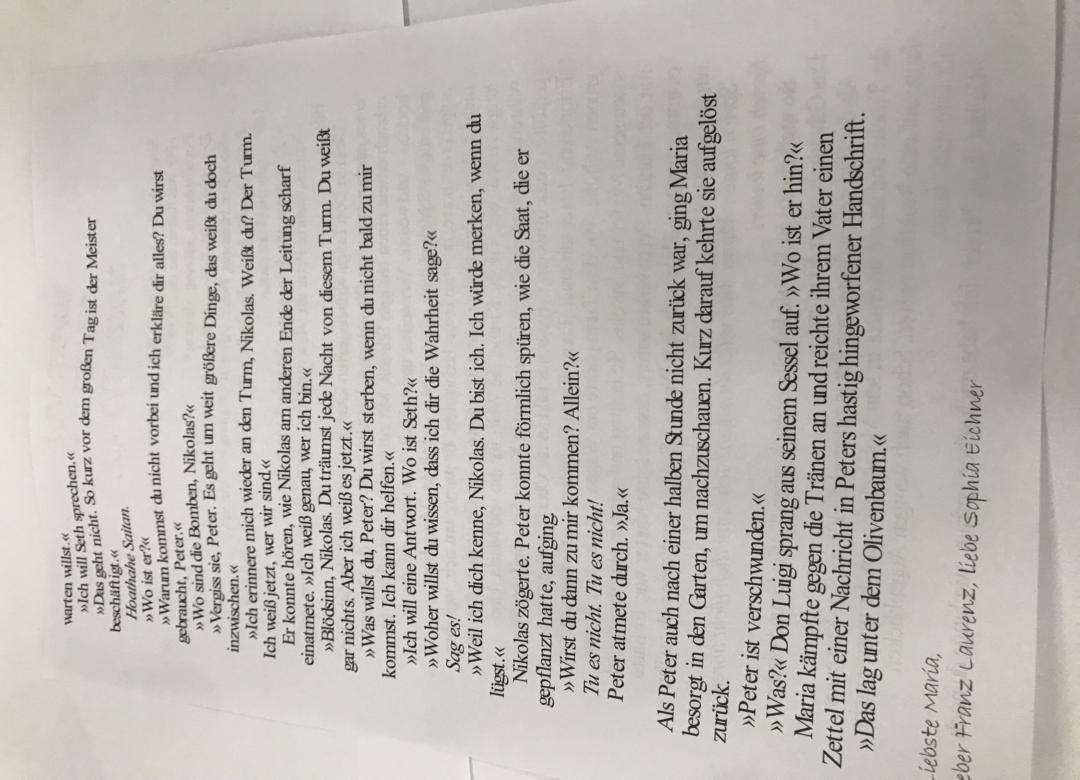 warten willst.«
»Ich will Seth sprechen.«
»Das geht nicht. So kurz vor dem großen Tag ist der Meister
beschäftigt.«
Hoathahe Saitan.
»Wo ist er?«
»Warum kommst du nicht vorbei und ich erkläre dir alles? Du wirst
gebraucht, Peter.«
»Wo sind die Bomben, Nikolas?«
»Vergiss sie, Peter. Es geht um weit größere Dinge, das weißt du doch
inzwischen.«
»Ich erinnere mich wieder an den Turm, Nikolas. Weißt du? Der Turm.
Ich weiß jetzt, wer wir sind.«
Er konnte hören, wie Nikolas am anderen Ende der Leitung scharf
einatmete. »Ich weiß genau, wer ich bin.«
»Blödsinn, Nikolas. Du träumst jede Nacht von diesem Turm. Du weißt
gar nichts. Aber ich weiß es jetzt.«
»Was willst du, Peter? Du wirst sterben, wenn du nicht bald zu mir
kommst. Ich kann dir helfen.«
»Ich will eine Antwort. Wo ist Seth?«
»Woher willst du wissen, dass ich dir die Wahrheit sage?«
Sag es!
»Weil ich dich kenne, Nikolas. Du bist ich. Ich würde merken, wenn du
lügst.«
Nikolas zögerte. Peter konnte förmlich spüren, wie die Saat, die er
gepflanzt hatte, aufging.
»Wirst du dann zu mir kommen? Allein?«
Tu es nicht. Tu es nicht!
Peter atmete durch. »Ja.«
Als Peter auch nach einer halben Stunde nicht zurück war, ging Maria
besorgt in den Garten, um nachzuschauen. Kurz darauf kehrte sie aufgelöst
zurück.
»Peter ist verschwunden.«
»Was?« Don Luigi sprang aus seinem Sessel auf. »Wo ist er hin?«
Maria kämpfte gegen die Tränen an und reichte ihrem Vater einen
Zettel mit einer Nachricht in Peters hastig hingeworfener Handschrift.
»Das lag unter dem Olivenbaum.«
iebste Maria,
eber Franz Laurenz, liebe Sophia Eichner